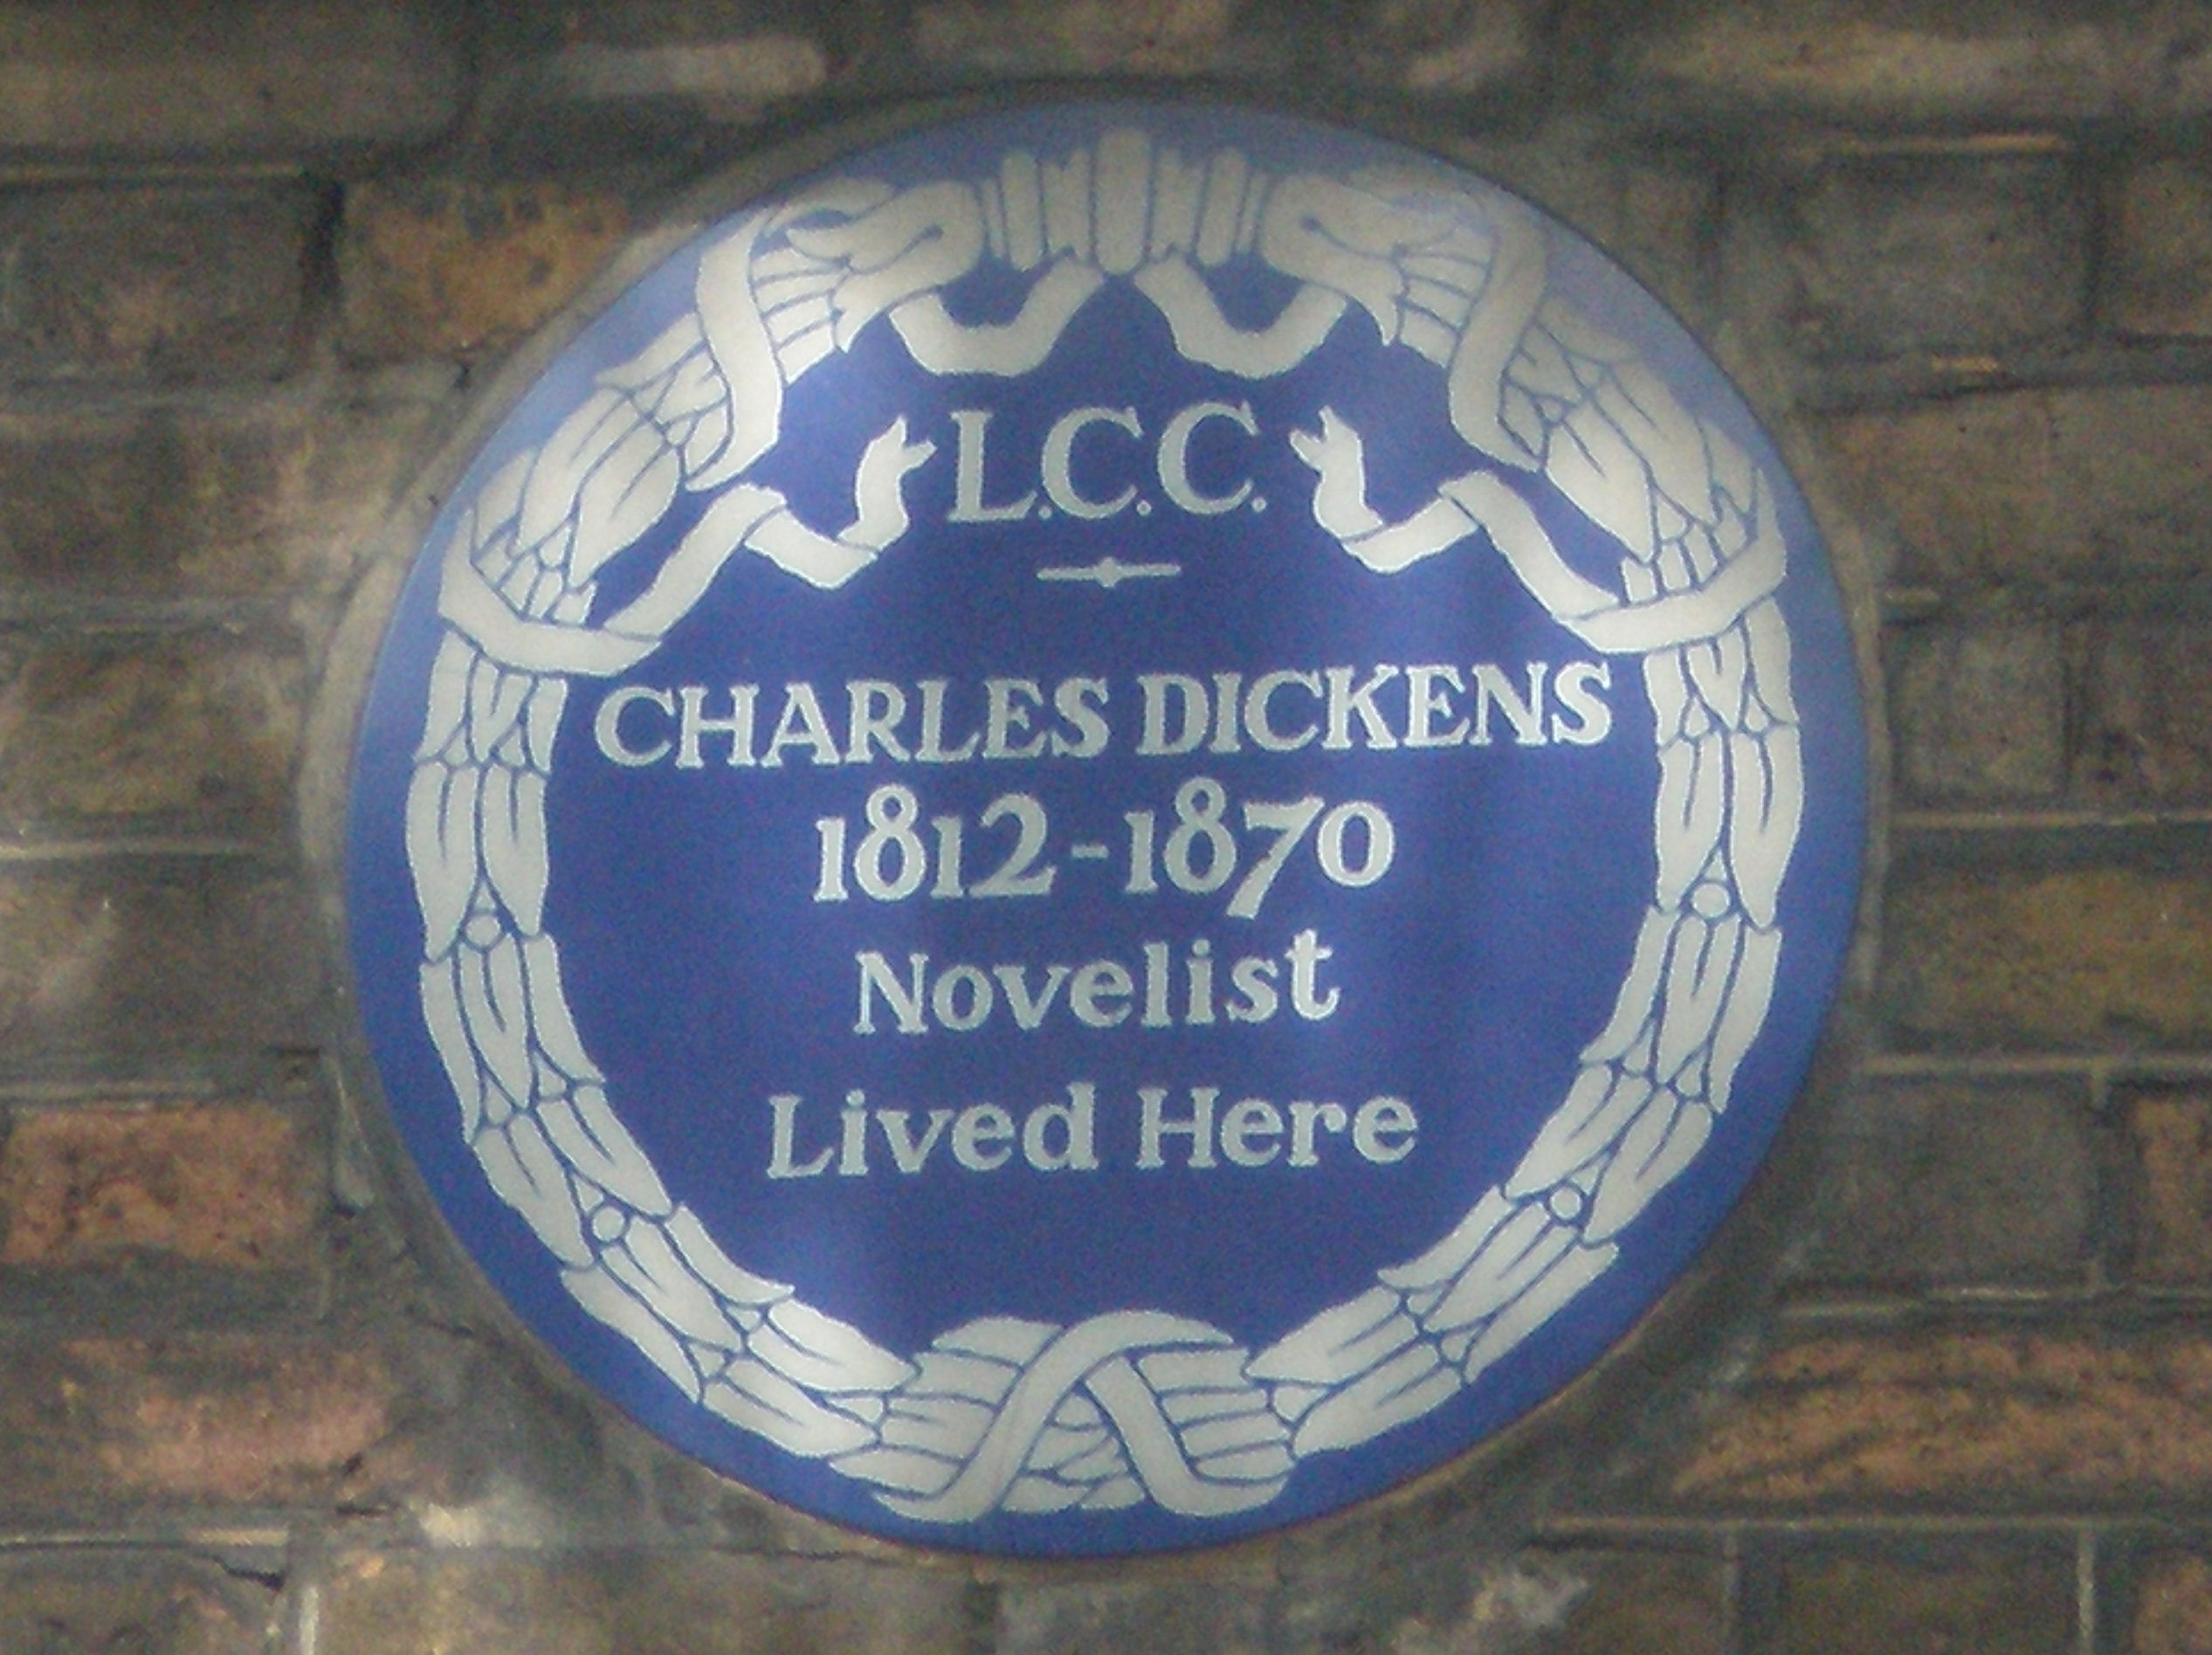 L.C.C.
CHARLES DICKENS
1812-1870
Novelist
Lived Here